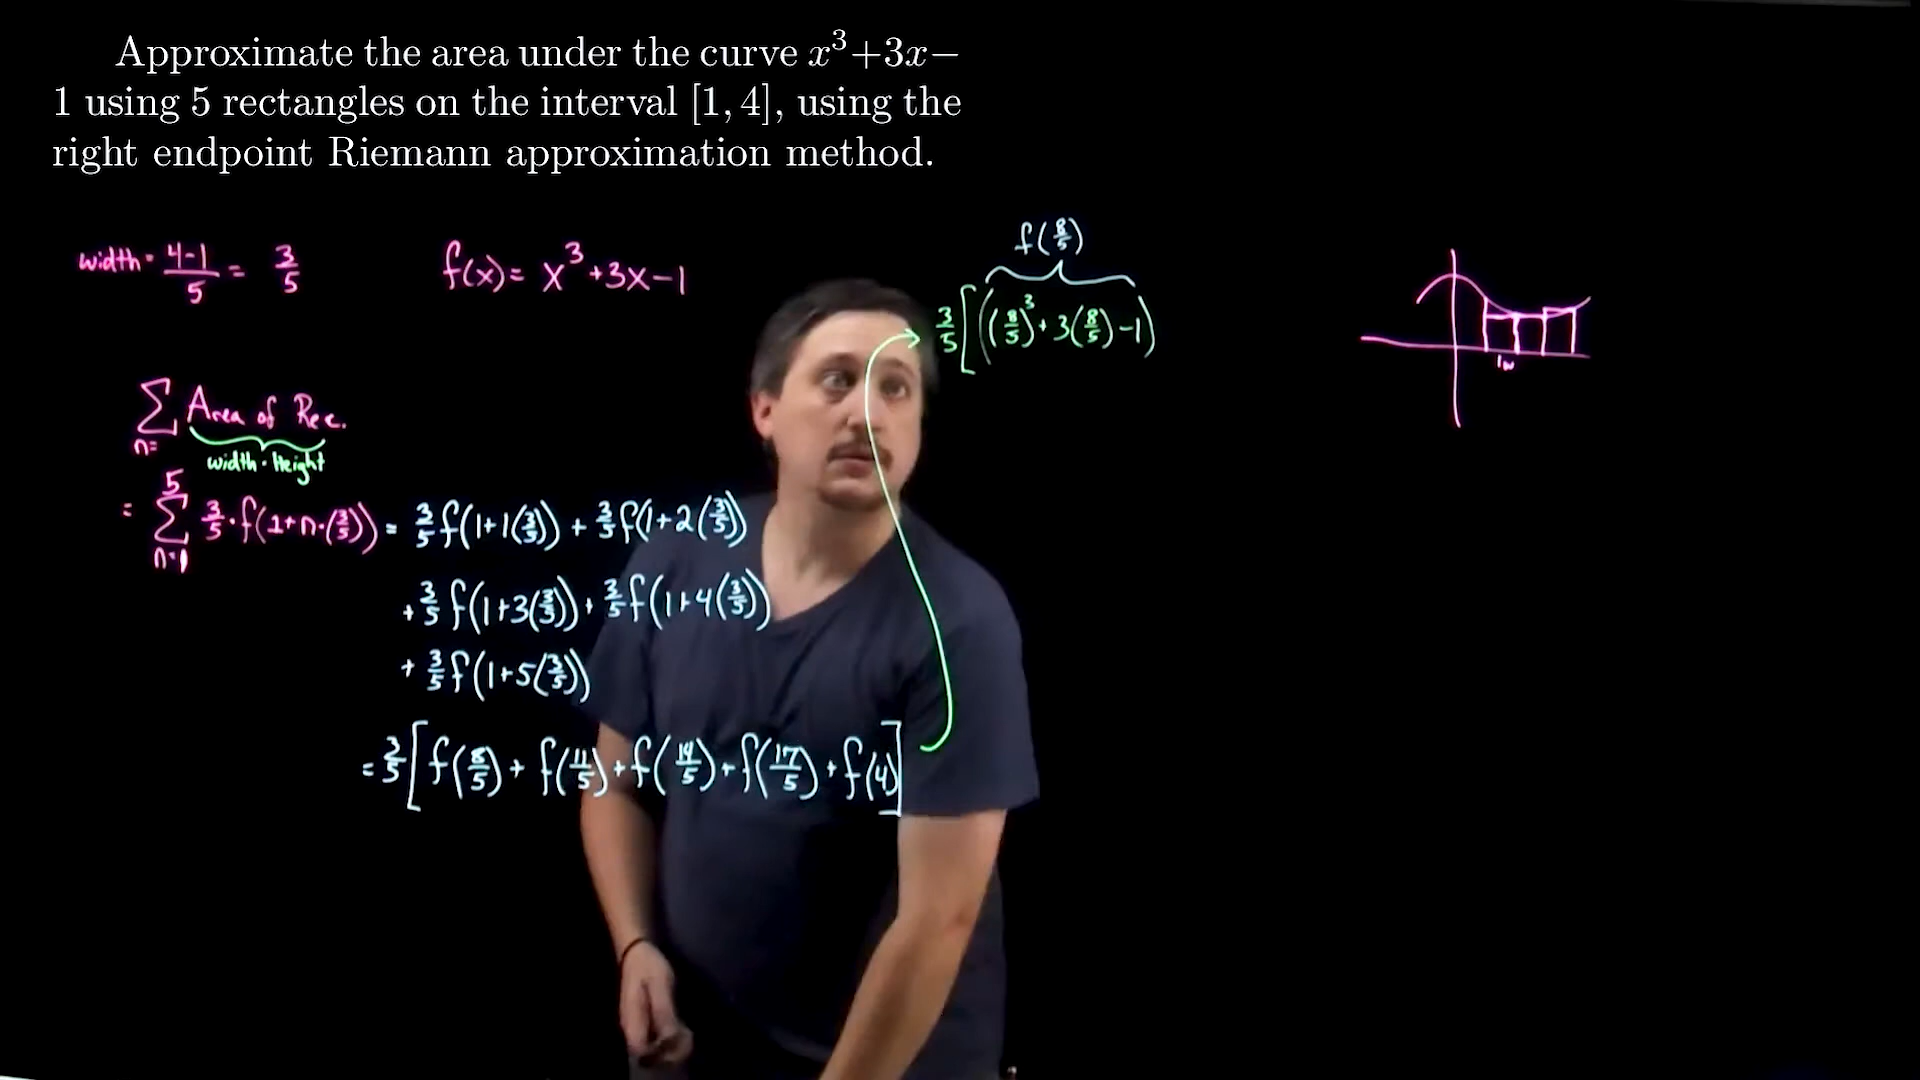 Approximate the area under the curve x³+3x−
1 using 5 rectangles on the interval [1, 4], using the
right endpoint Riemann approximation method.
width = (4-1)/5 = 3/5
f(x) = x³+3x-1
f(8/5)
3/5[((8/5)³+3(8/5)-1)
1w
∑ Area of Rec.
n=
width · Height
= ∑_{n=1}^{5} 3/5·f(1+n·(3/5)) = 3/5 f(1+1(3/5)) + 3/5 f(1+2(3/5))
+ 3/5 f(1+3(3/5)) + 3/5 f(1+4(3/5))
+ 3/5 f(1+5(3/5))
= 3/5[f(8/5) + f(11/5) + f(14/5) + f(17/5) + f(4)]